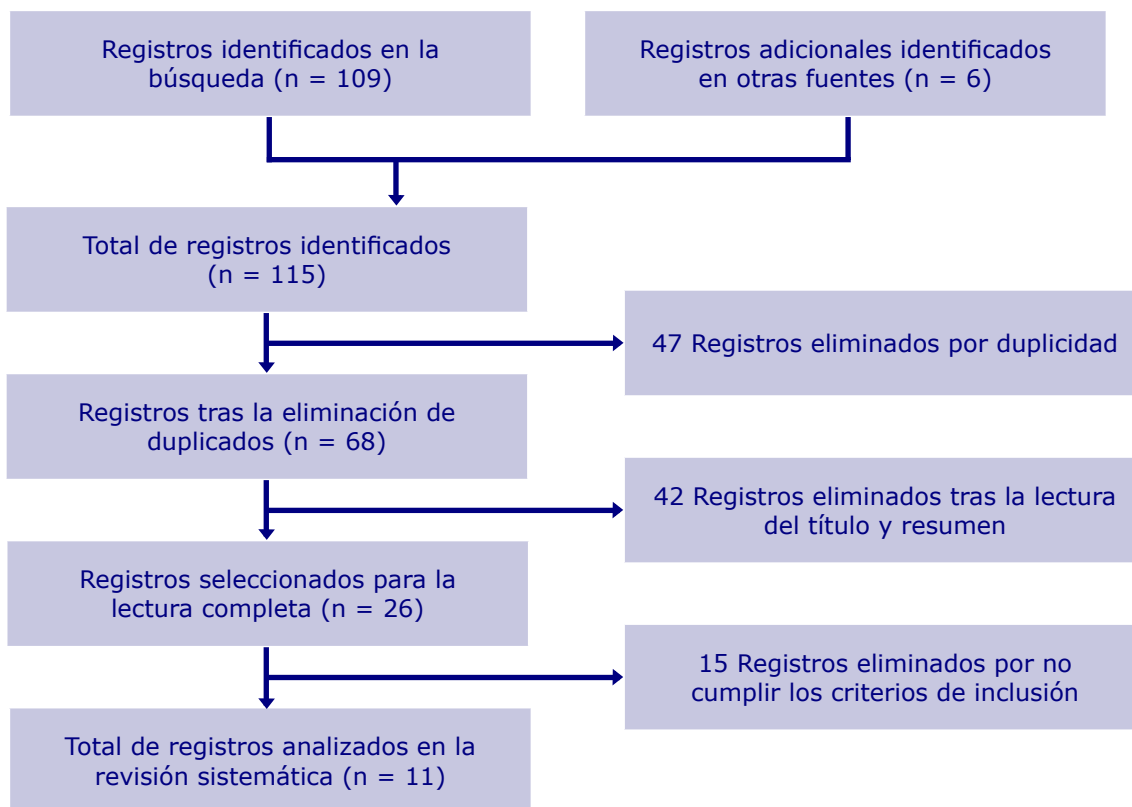 Registros identificados en la
búsqueda (n = 109)
Registros adicionales identificados
en otras fuentes (n = 6)
Total de registros identificados
(n = 115)
47 Registros eliminados por duplicidad
Registros tras la eliminación de
duplicados (n = 68)
42 Registros eliminados tras la lectura
del título y resumen
Registros seleccionados para la
lectura completa (n = 26)
15 Registros eliminados por no
cumplir los criterios de inclusión
Total de registros analizados en la
revisión sistemática (n = 11)